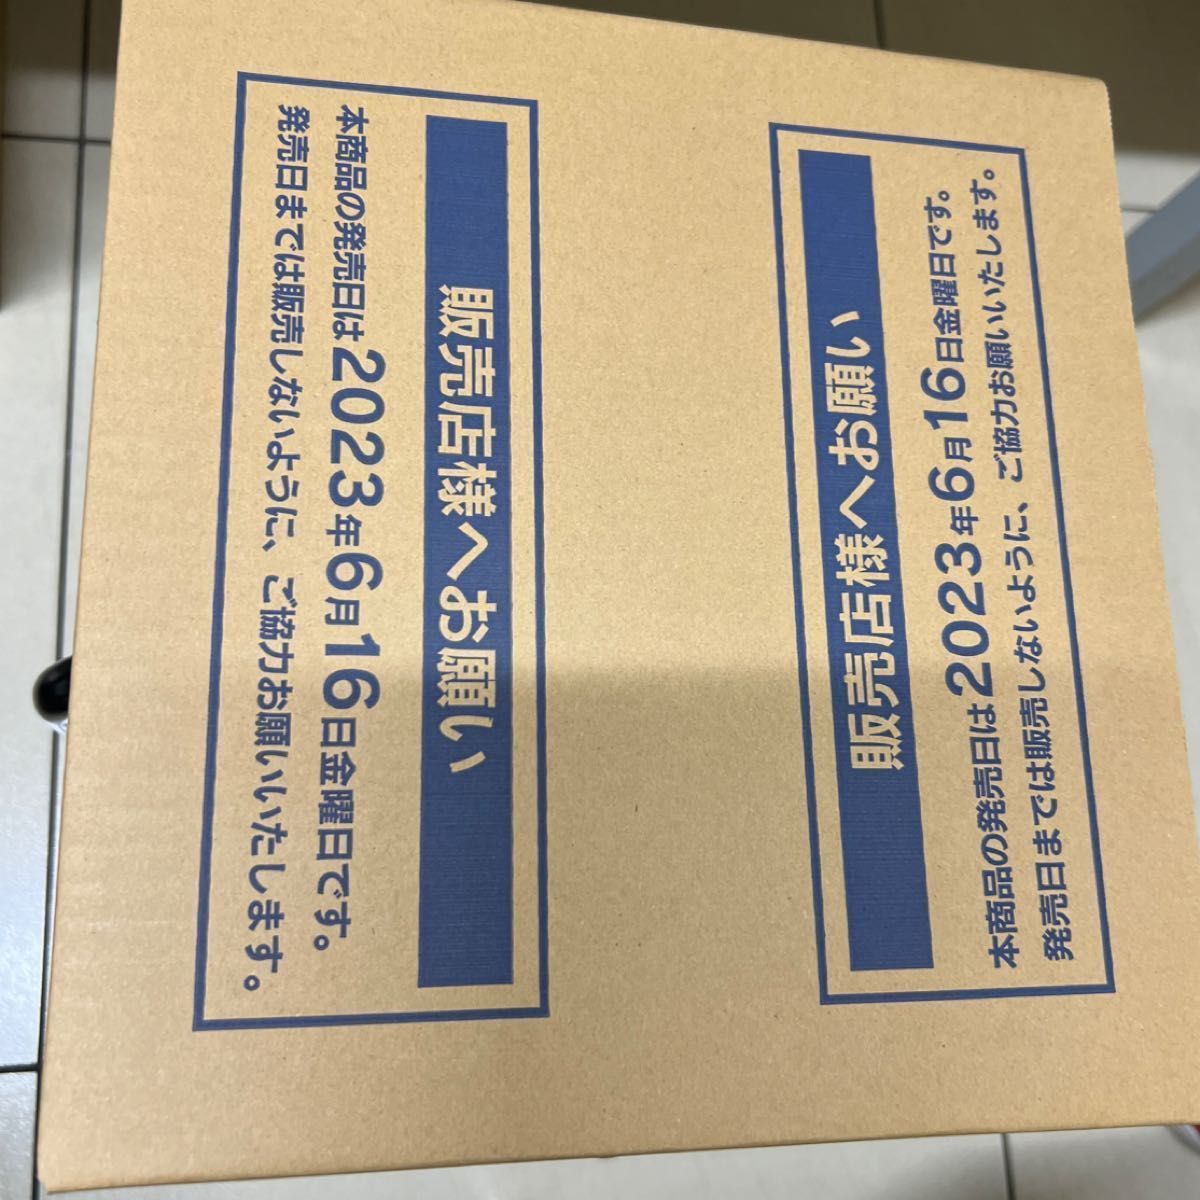 販売店様へお願い
本商品の発売日は2023年6月16日金曜日です。
発売日までは販売しないように、ご協力お願いいたします。
販売店様へお願い
本商品の発売日は2023年6月16日金曜日です。
発売日までは販売しないように、ご協力お願いいたします。